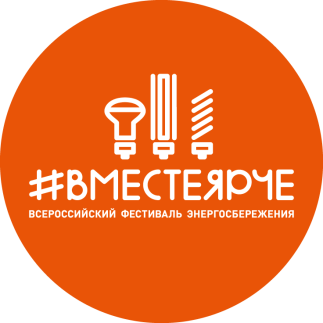 #ВМЕСТЕЯРЧЕ
ВСЕРОССИЙСКИЙ ФЕСТИВАЛЬ ЭНЕРГОСБЕРЕЖЕНИЯ